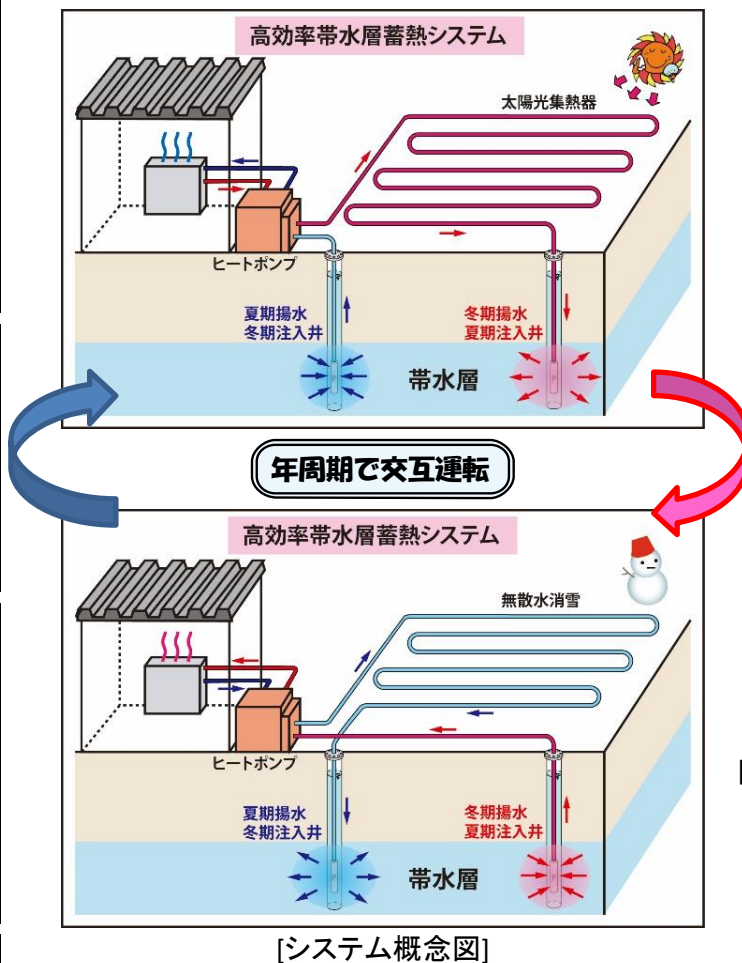 高効率帯水層蓄熱システム
太陽光集熱器
ヒートポンプ
夏期揚水
冬期注入井
冬期揚水
夏期注入井
帯水層
年周期で交互運転
高効率帯水層蓄熱システム
無散水消雪
ヒートポンプ
夏期揚水
冬期注入井
冬期揚水
夏期注入井
帯水層
[システム概念図]